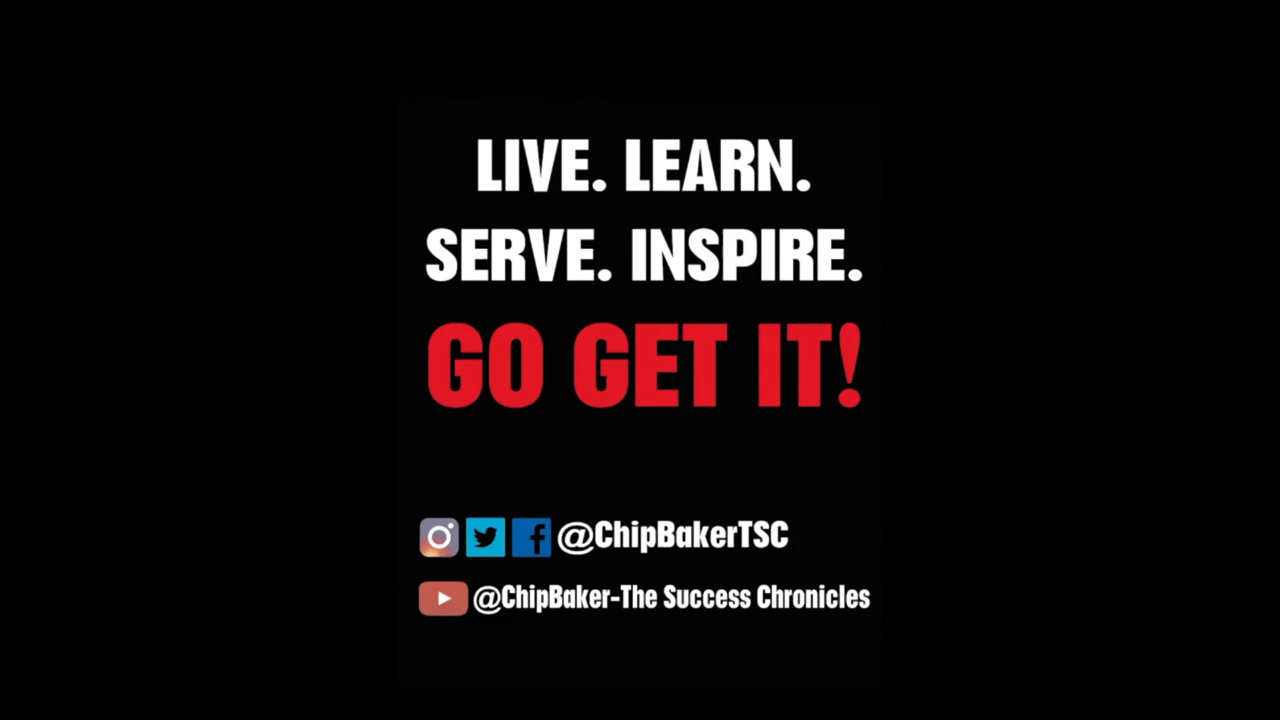 LIVE. LEARN.
SERVE. INSPIRE.
GO GET IT!
@ChipBakerTSC
@ChipBaker-The Success Chronicles